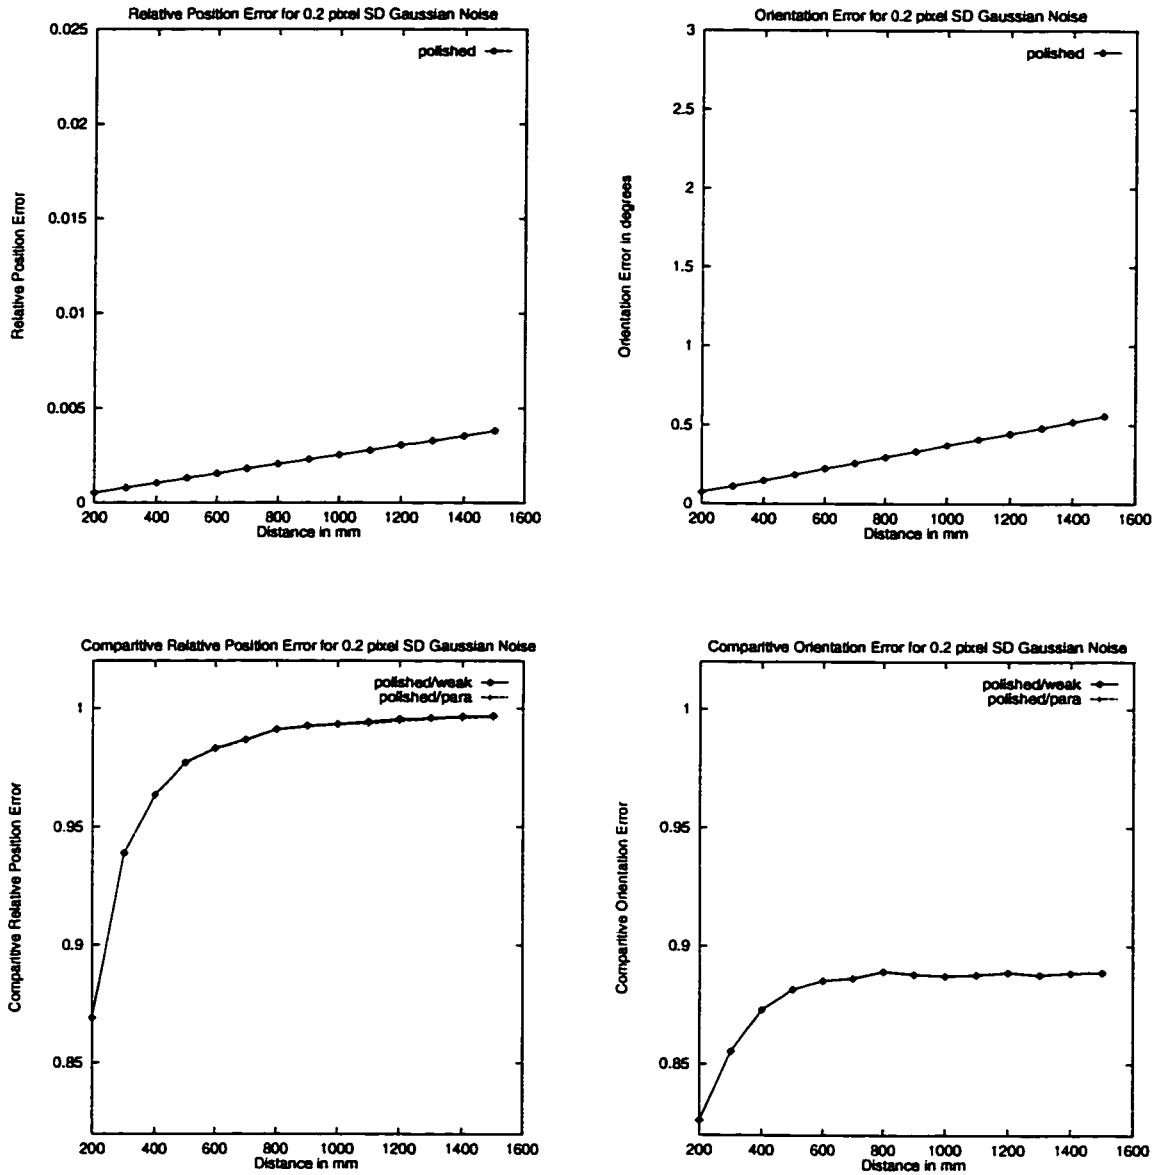 Relative Position Error for 0.2 pixel SD Gaussian Noise
0.025
0.02
0.015
0.01
0.005
0
Relative Position Error
polished
200 400 600 800 1000 1200 1400 1600
Distance in mm
Orientation Error for 0.2 pixel SD Gaussian Noise
3
2.5
2
1.5
1
0.5
0
Orientation Error in degrees
polished
200 400 600 800 1000 1200 1400 1600
Distance in mm
Comparitive Relative Position Error for 0.2 pixel SD Gaussian Noise
1
0.95
0.9
0.85
Comparitive Relative Position Error
polished/weak
polished/para
200 400 600 800 1000 1200 1400 1600
Distance in mm
Comparitive Orientation Error for 0.2 pixel SD Gaussian Noise
1
0.95
0.9
0.85
Comparitive Orientation Error
polished/weak
polished/para
200 400 600 800 1000 1200 1400 1600
Distance in mm